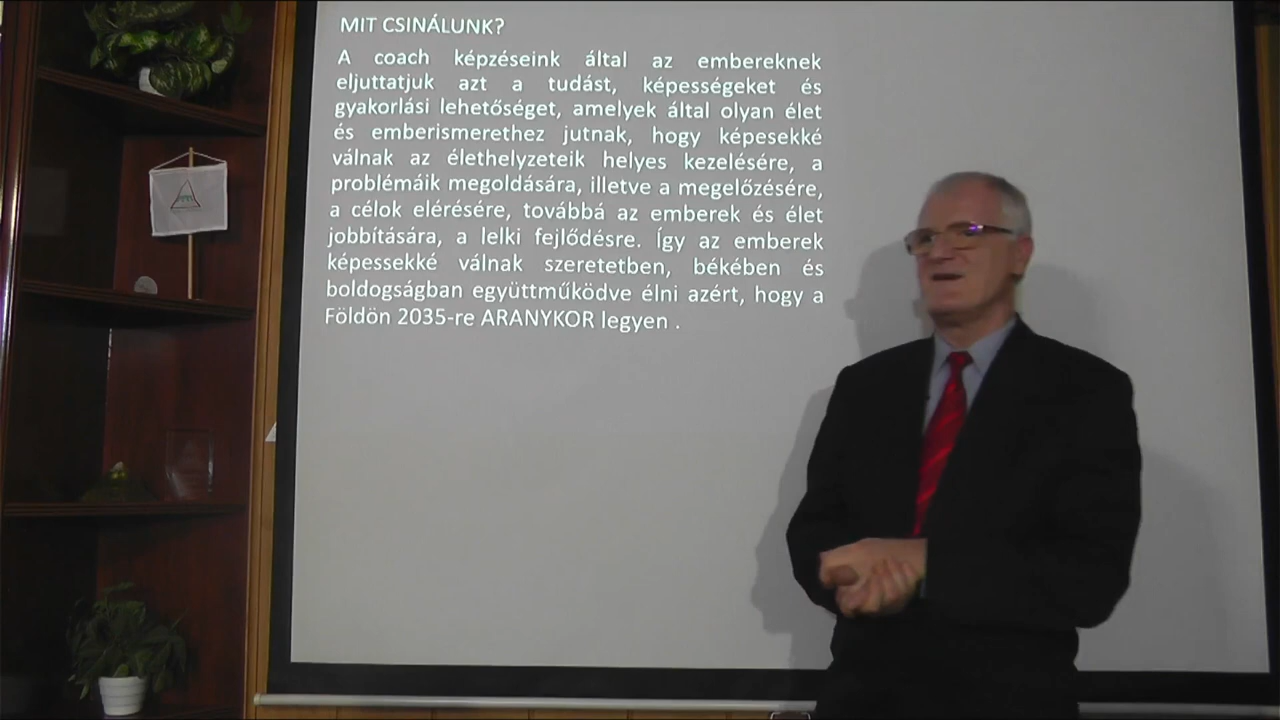 MIT CSINÁLUNK?
A coach képzéseink által az embereknek
eljuttatjuk azt a tudást, képességeket és
gyakorlási lehetőséget, amelyek által olyan élet
és emberismerethez jutnak, hogy képesekké
válnak az élethelyzeteik helyes kezelésére, a
problémáik megoldására, illetve a megelőzésére,
a célok elérésére, továbbá az emberek és élet
jobbítására, a lelki fejlődésre. Így az emberek
képessekké válnak szeretetben, békében és
boldogságban együttműködve élni azért, hogy a
Földön 2035-re ARANYKOR legyen .